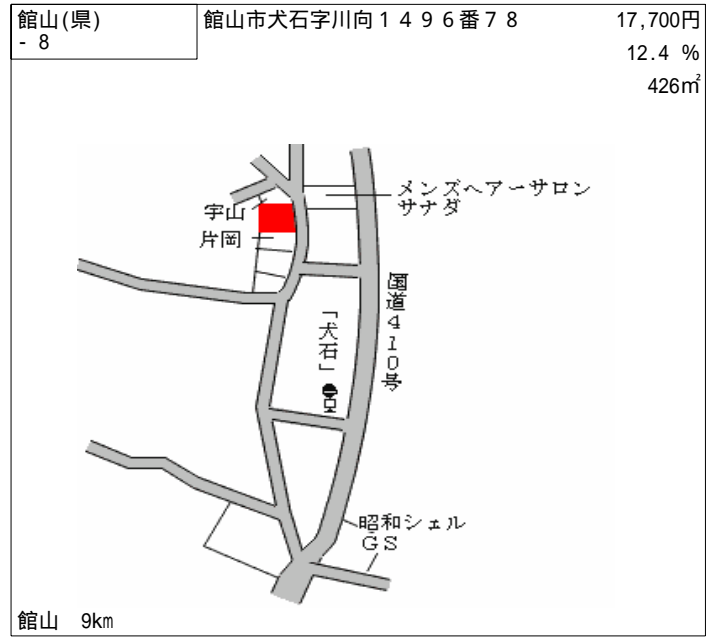 館山(県)
- 8
館山市犬石字川向1496番78
17,700円
12.4 %
426㎡
メンズヘアーサロン
サナダ
宇山
片岡
国道410号
「犬石」
昭和シェル
GS
館山 9km